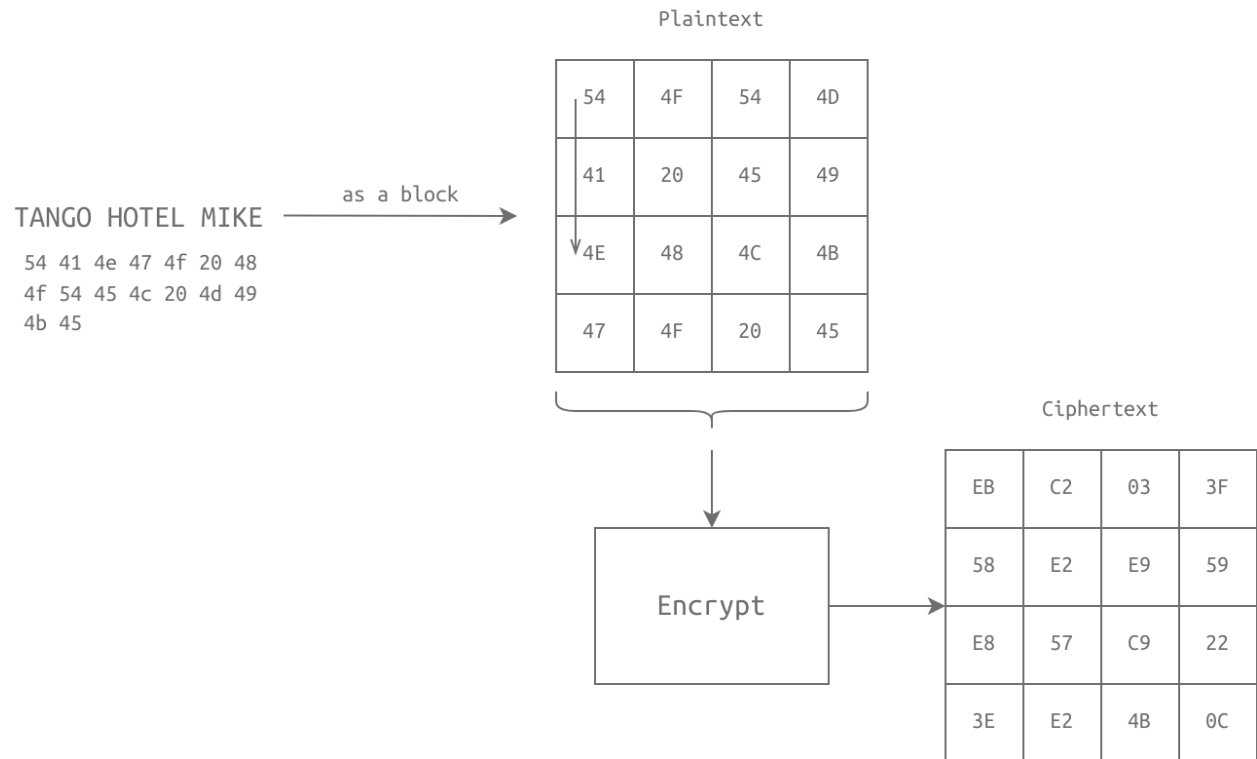 Plaintext
54 4F 54 4D
41 20 45 49
as a block
TANGO HOTEL MIKE
54 41 4e 47 4f 20 48
4f 54 45 4c 20 4d 49
4b 45
4E 48 4C 4B
47 4F 20 45
Ciphertext
EB C2 03 3F
58 E2 E9 59
Encrypt
E8 57 C9 22
3E E2 4B 0C